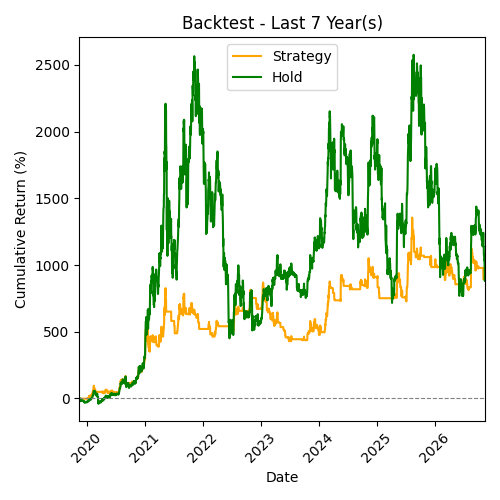 Backtest - Last 7 Year(s)
Strategy
Hold
Cumulative Return (%)
2500
2000
1500
1000
500
0
2020
2021
2022
2023
2024
2025
2026
Date